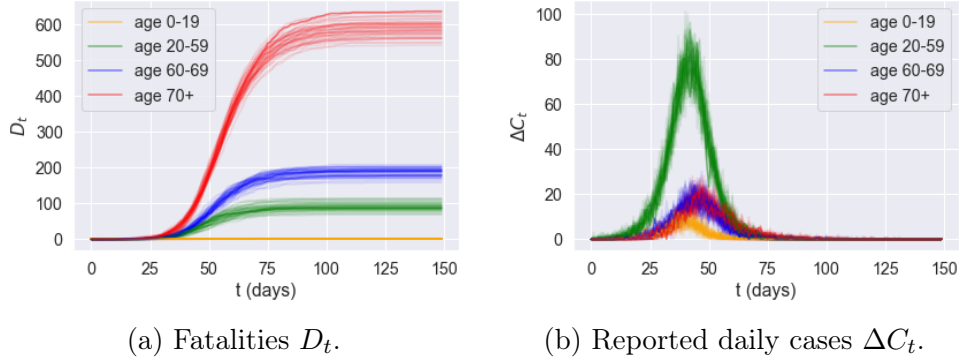 600
500
400
300
200
100
0
D_t
age 0-19
age 20-59
age 60-69
age 70+
0 25 50 75 100 125 150
t (days)
(a) Fatalities D_t.
100
80
60
40
20
0
ΔC_t
age 0-19
age 20-59
age 60-69
age 70+
0 25 50 75 100 125 150
t (days)
(b) Reported daily cases ΔC_t.